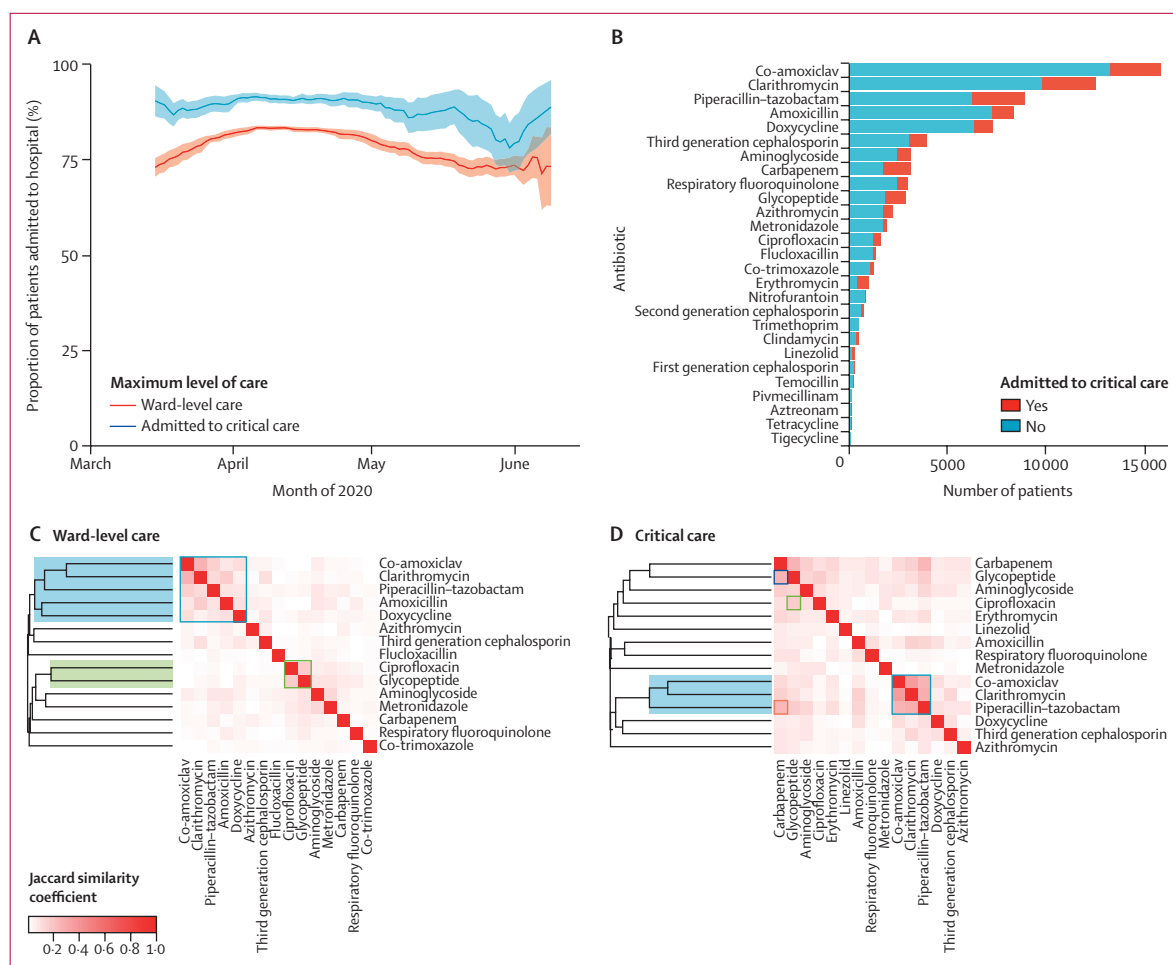 A
100
75
50
25
0
Proportion of patients admitted to hospital (%)
Maximum level of care
Ward-level care
Admitted to critical care
March
April
May
June
Month of 2020
B
Antibiotic
Co-amoxiclav
Clarithromycin
Piperacillin–tazobactam
Amoxicillin
Doxycycline
Third generation cephalosporin
Aminoglycoside
Carbapenem
Respiratory fluoroquinolone
Glycopeptide
Azithromycin
Metronidazole
Ciprofloxacin
Flucloxacillin
Co-trimoxazole
Erythromycin
Nitrofurantoin
Second generation cephalosporin
Trimethoprim
Clindamycin
Linezolid
First generation cephalosporin
Temocillin
Pivmecillinam
Aztreonam
Tetracycline
Tigecycline
Admitted to critical care
Yes
No
0
5000
10 000
15 000
Number of patients
C Ward-level care
Co-amoxiclav
Clarithromycin
Piperacillin–tazobactam
Amoxicillin
Doxycycline
Azithromycin
Third generation cephalosporin
Flucloxacillin
Ciprofloxacin
Glycopeptide
Aminoglycoside
Metronidazole
Carbapenem
Respiratory fluoroquinolone
Co-trimoxazole
Co-amoxiclav
Clarithromycin
Piperacillin–tazobactam
Amoxicillin
Doxycycline
Azithromycin
Third generation cephalosporin
Flucloxacillin
Ciprofloxacin
Glycopeptide
Aminoglycoside
Metronidazole
Carbapenem
Respiratory fluoroquinolone
Co-trimoxazole
Jaccard similarity
coefficient
0·2 0·4 0·6 0·8 1·0
D Critical care
Carbapenem
Glycopeptide
Aminoglycoside
Ciprofloxacin
Erythromycin
Linezolid
Amoxicillin
Respiratory fluoroquinolone
Metronidazole
Co-amoxiclav
Clarithromycin
Piperacillin–tazobactam
Doxycycline
Third generation cephalosporin
Azithromycin
Carbapenem
Glycopeptide
Aminoglycoside
Ciprofloxacin
Erythromycin
Linezolid
Amoxicillin
Respiratory fluoroquinolone
Metronidazole
Co-amoxiclav
Clarithromycin
Piperacillin–tazobactam
Doxycycline
Third generation cephalosporin
Azithromycin